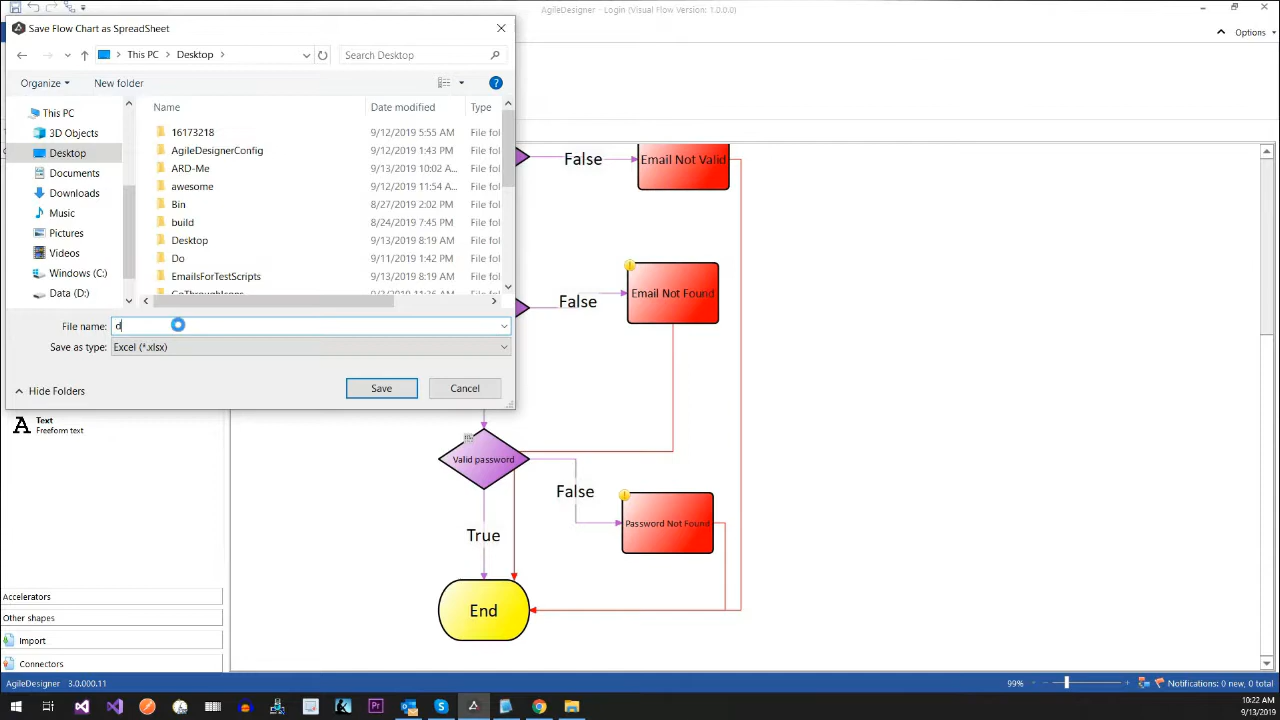 AgileDesigner - Login (Visual Flow Version: 1.0.0.0)
Save Flow Chart as SpreadSheet
Options
This PC
Desktop
Search Desktop
Organize
New folder
Name
Date modified
Type
This PC
3D Objects
Desktop
Documents
Downloads
Music
Pictures
Videos
Windows (C:)
Data (D:)
16173218 9/12/2019 5:55 AM File fol
AgileDesignerConfig 9/12/2019 1:43 PM File fol
ARD-Me 9/13/2019 10:02 A... File fol
awesome 9/12/2019 11:54 A... File fol
Bin 8/27/2019 2:02 PM File fol
build 8/24/2019 7:45 PM File fol
Desktop 9/13/2019 8:19 AM File fol
Do 9/11/2019 1:42 PM File fol
EmailsForTestScripts 9/13/2019 8:19 AM File fol
File name: d
Save as type: Excel (*.xlsx)
Hide Folders
Save
Cancel
False
Email Not Valid
False
Email Not Found
Text
Freeform text
Valid password
False
Password Not Found
True
End
Accelerators
Other shapes
Import
Connectors
AgileDesigner 3.0.000.11
99%
Notifications: 0 new, 0 total
10:22 AM
9/13/2019